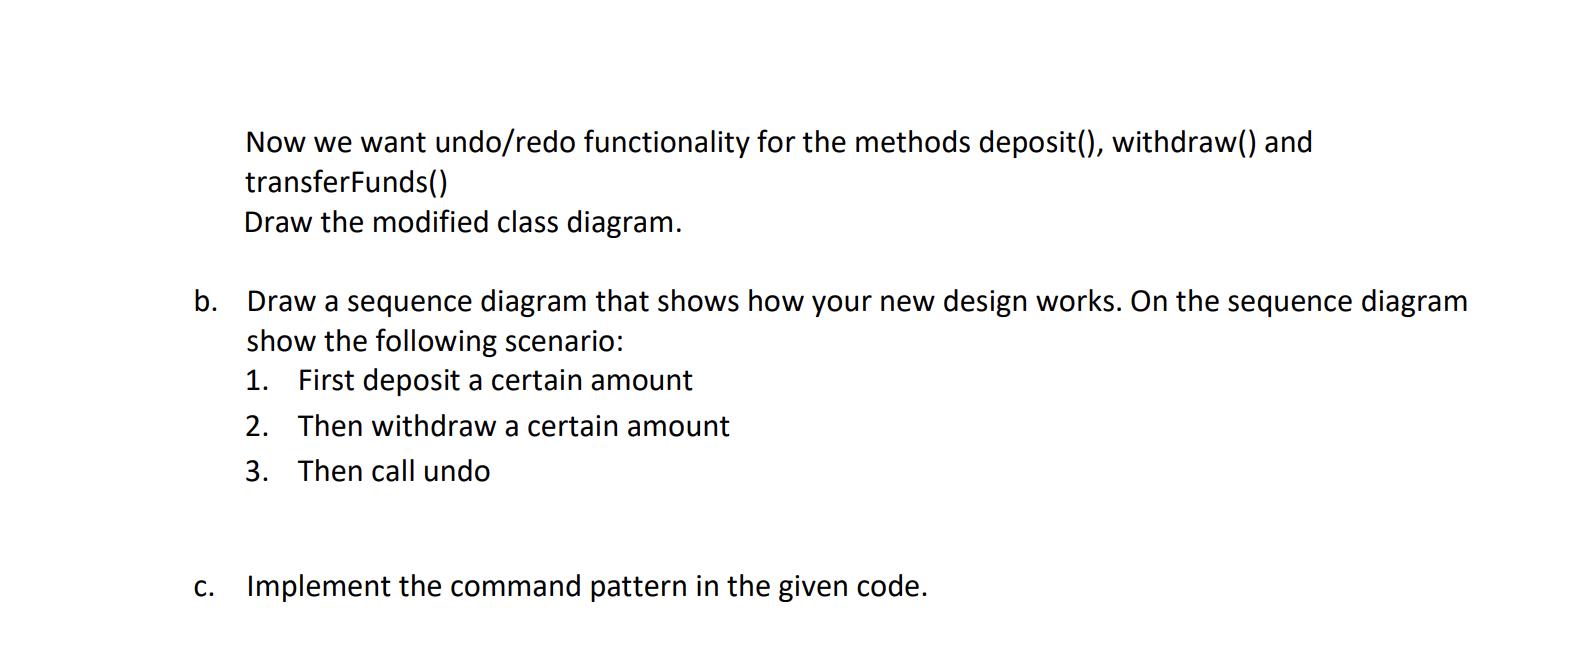 Now we want undo/redo functionality for the methods deposit(), withdraw() and
transferFunds()
Draw the modified class diagram.
b. Draw a sequence diagram that shows how your new design works. On the sequence diagram
show the following scenario:
1. First deposit a certain amount
2. Then withdraw a certain amount
3. Then call undo
c. Implement the command pattern in the given code.